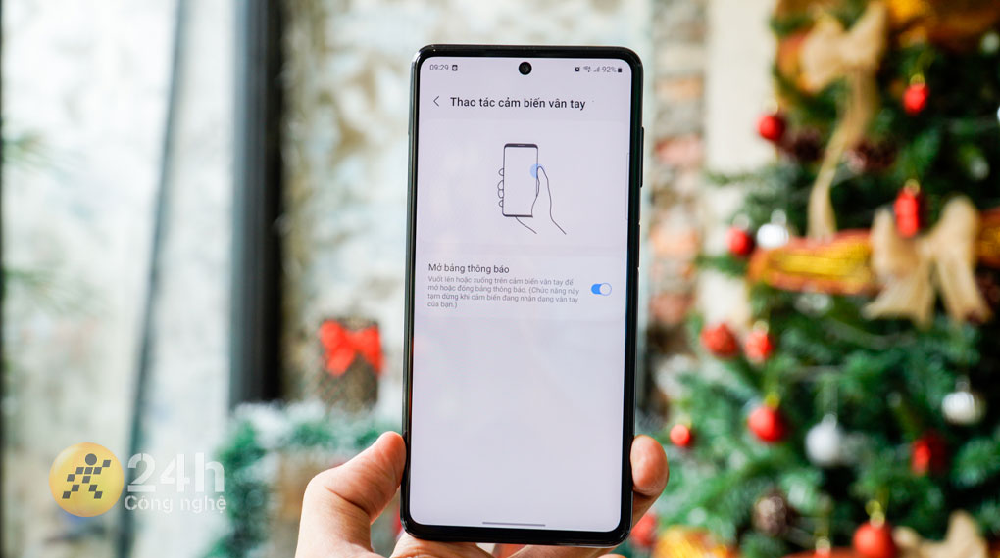 09:29
92%
Thao tác cảm biến vân tay
Mở bảng thông báo
Vuốt lên hoặc xuống trên cảm biến vân tay để
mở hoặc đóng bảng thông báo. (Chức năng này
tạm dừng khi cảm biến đang nhận dạng vân tay
của bạn.)
24h
Công nghệ